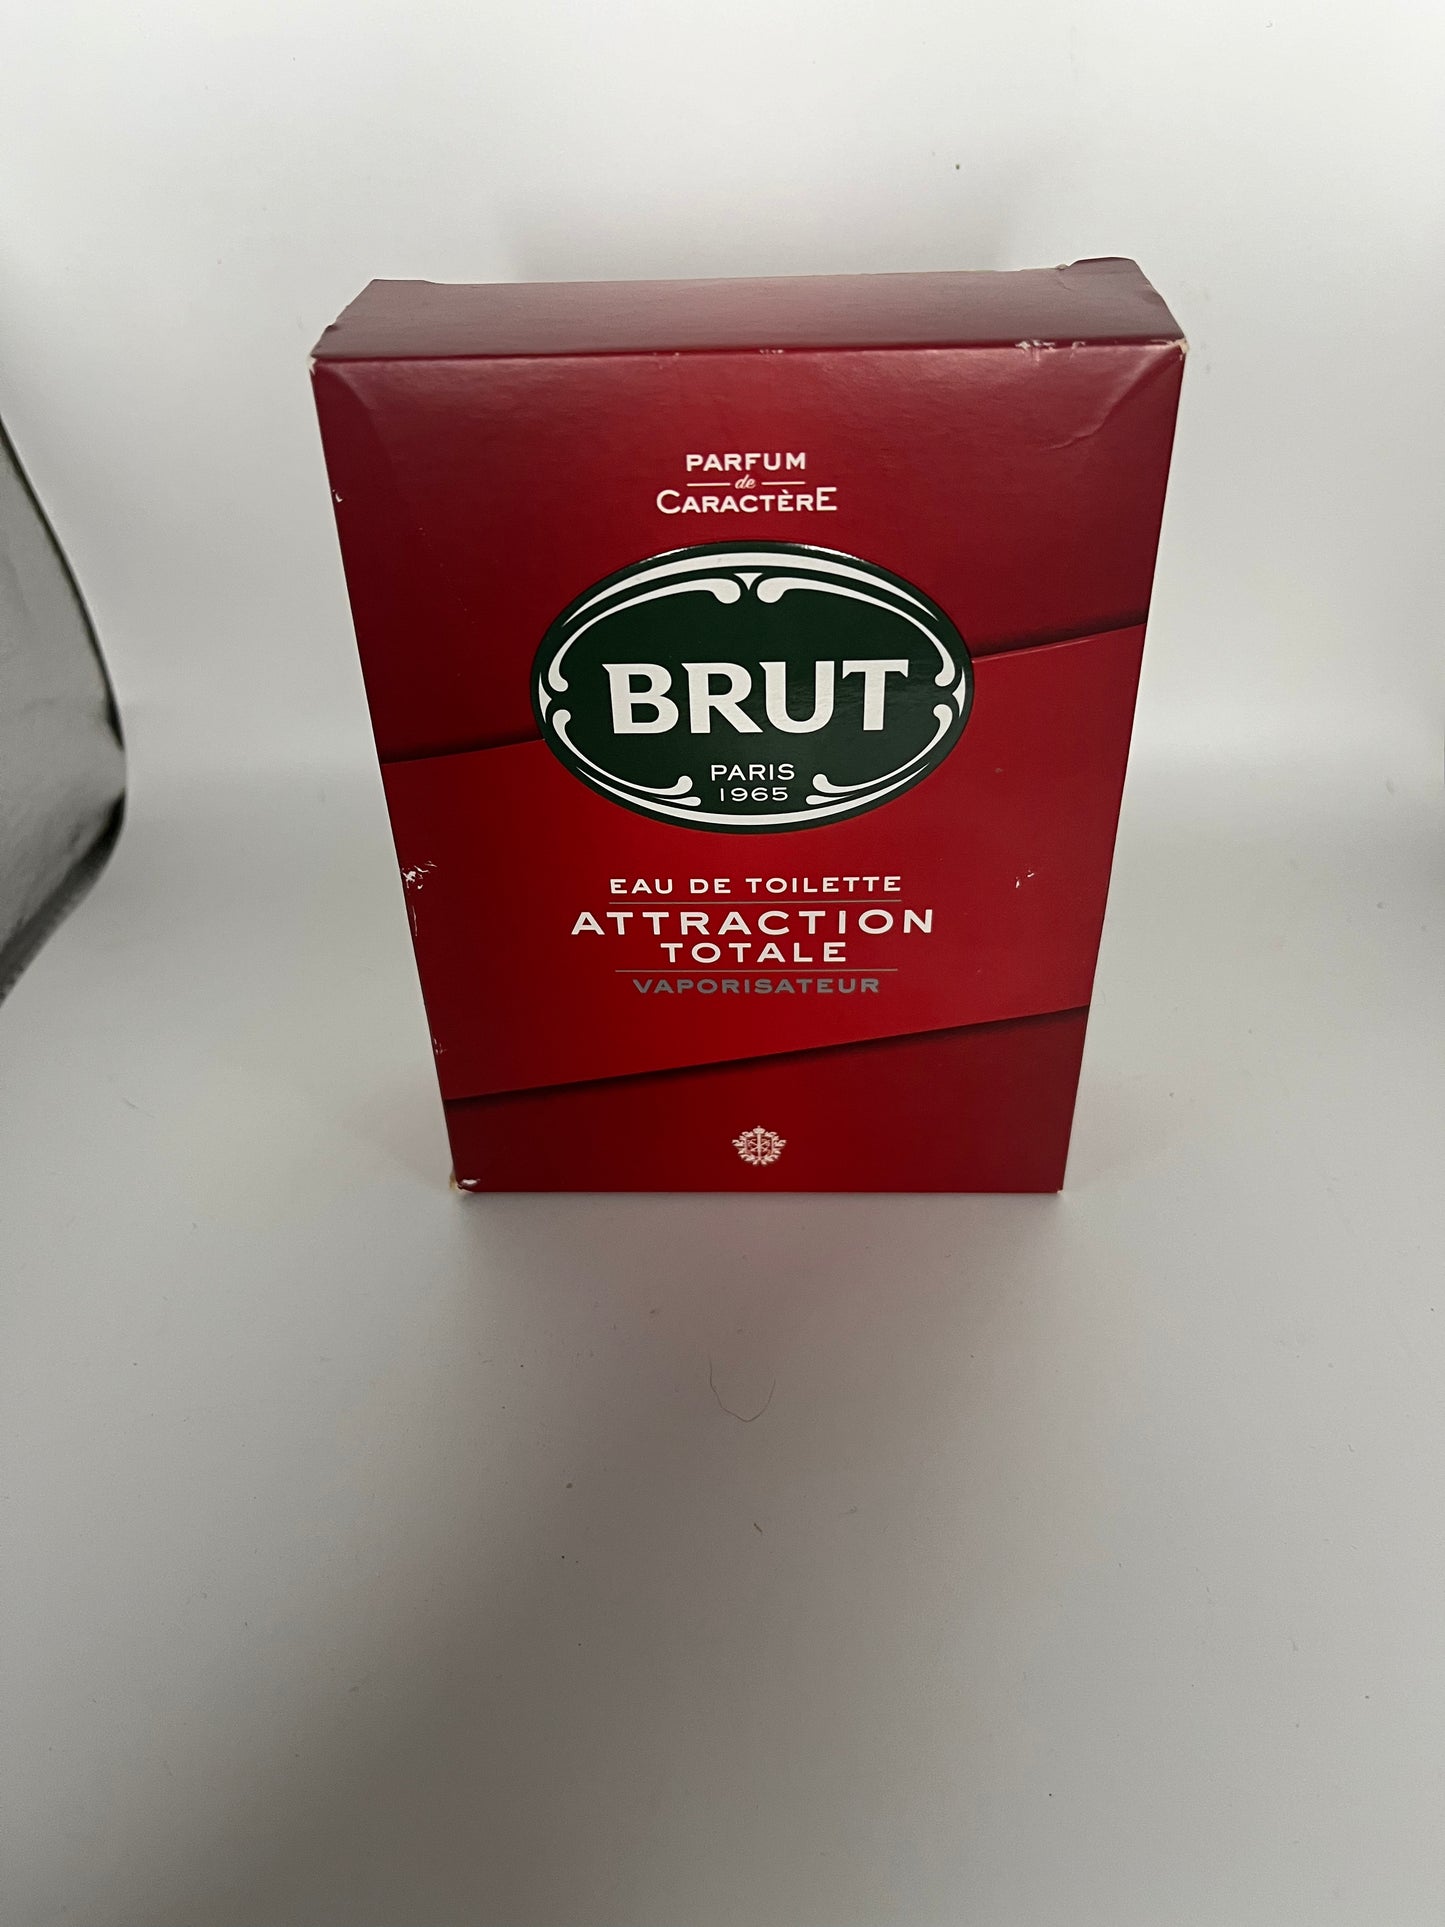 PARFUM
de
CARACTÈRE
BRUT
PARIS
1965
EAU DE TOILETTE
ATTRACTION
TOTALE
VAPORISATEUR